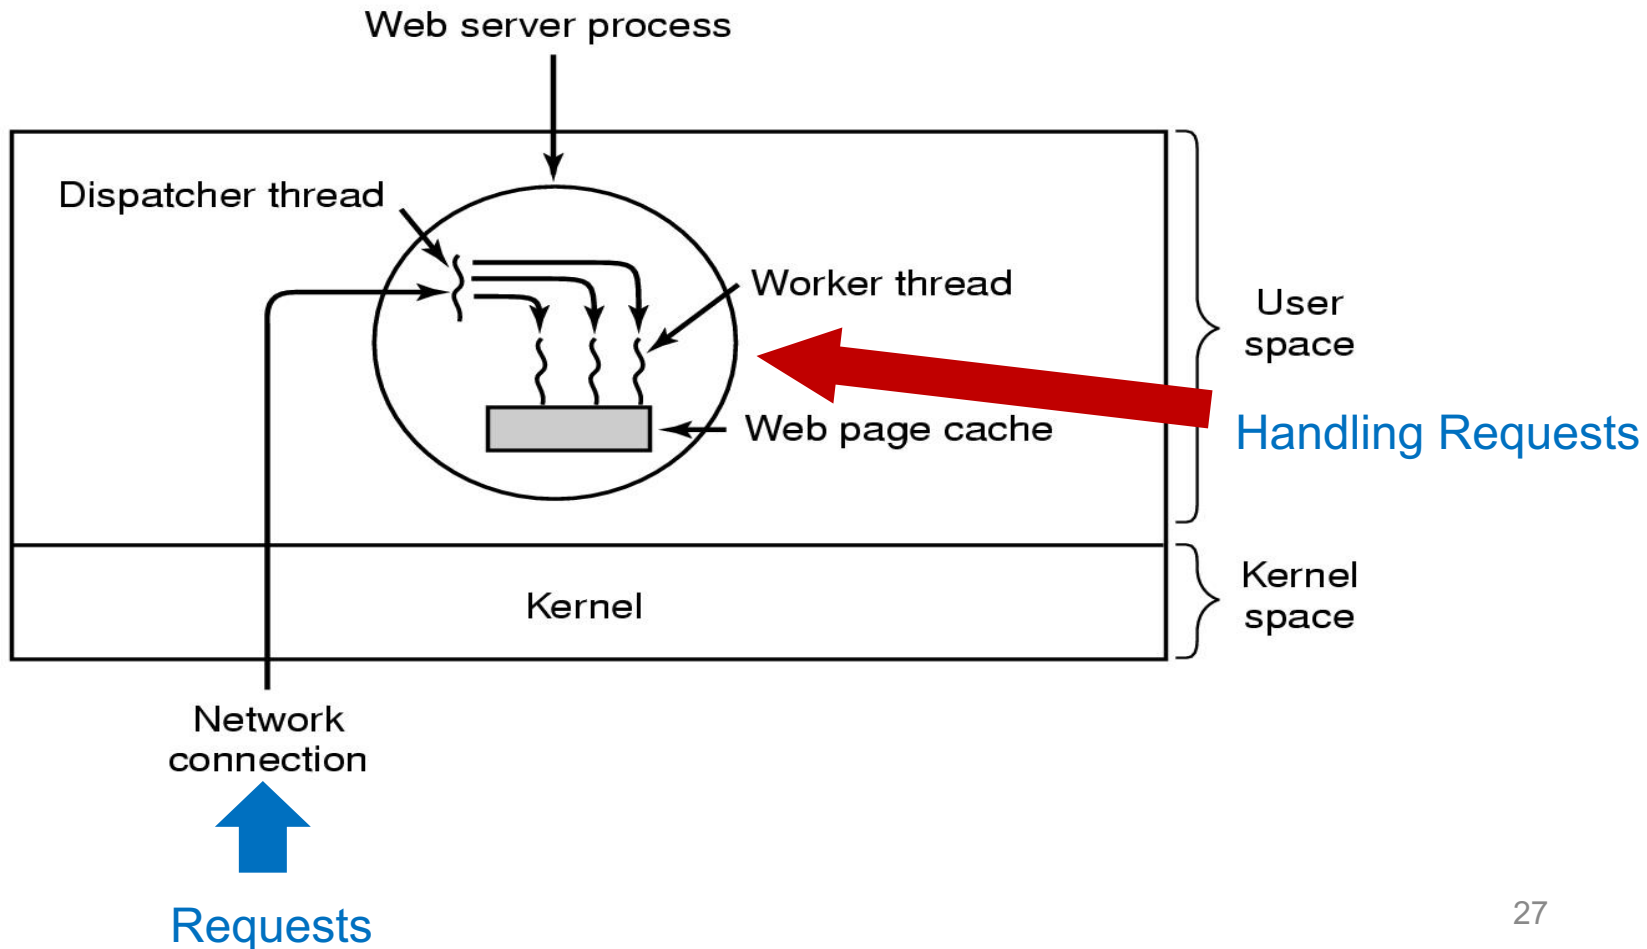 Web server process
Dispatcher thread
Worker thread
User
space
Handling Requests
Web page cache
Kernel
Kernel
space
Network
connection
Requests
27